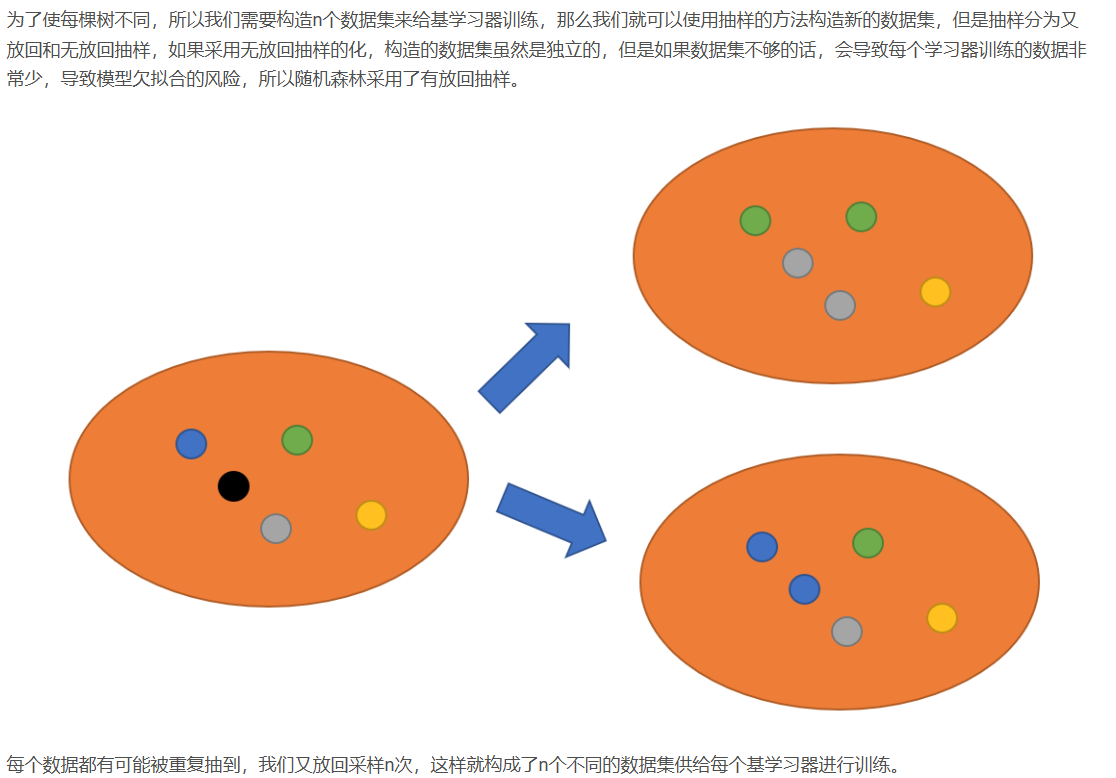 为了使每棵树不同，所以我们需要构造n个数据集来给基学习器训练，那么我们就可以使用抽样的方法构造新的数据集，但是抽样分为又
放回和无放回抽样，如果采用无放回抽样的化，构造的数据集虽然是独立的，但是如果数据集不够的话，会导致每个学习器训练的数据非
常少，导致模型欠拟合的风险，所以随机森林采用了有放回抽样。
每个数据都有可能被重复抽到，我们又放回采样n次，这样就构成了n个不同的数据集供给每个基学习器进行训练。